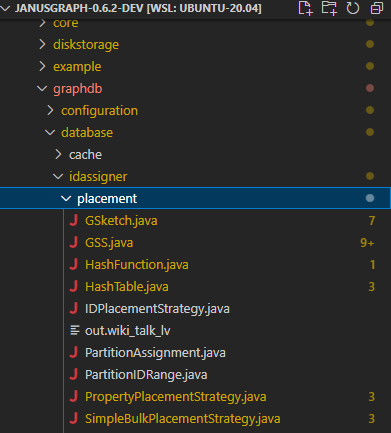 JANUSGRAPH-0.6.2-DEV [WSL: UBUNTU-20.04]
core
diskstorage
example
graphdb
configuration
database
cache
idassigner
placement
GSketch.java 7
GSS.java 9+
HashFunction.java 1
HashTable.java 3
IDPlacementStrategy.java
out.wiki_talk_lv
PartitionAssignment.java
PartitionIDRange.java
PropertyPlacementStrategy.java 3
SimpleBulkPlacementStrategy.java 3